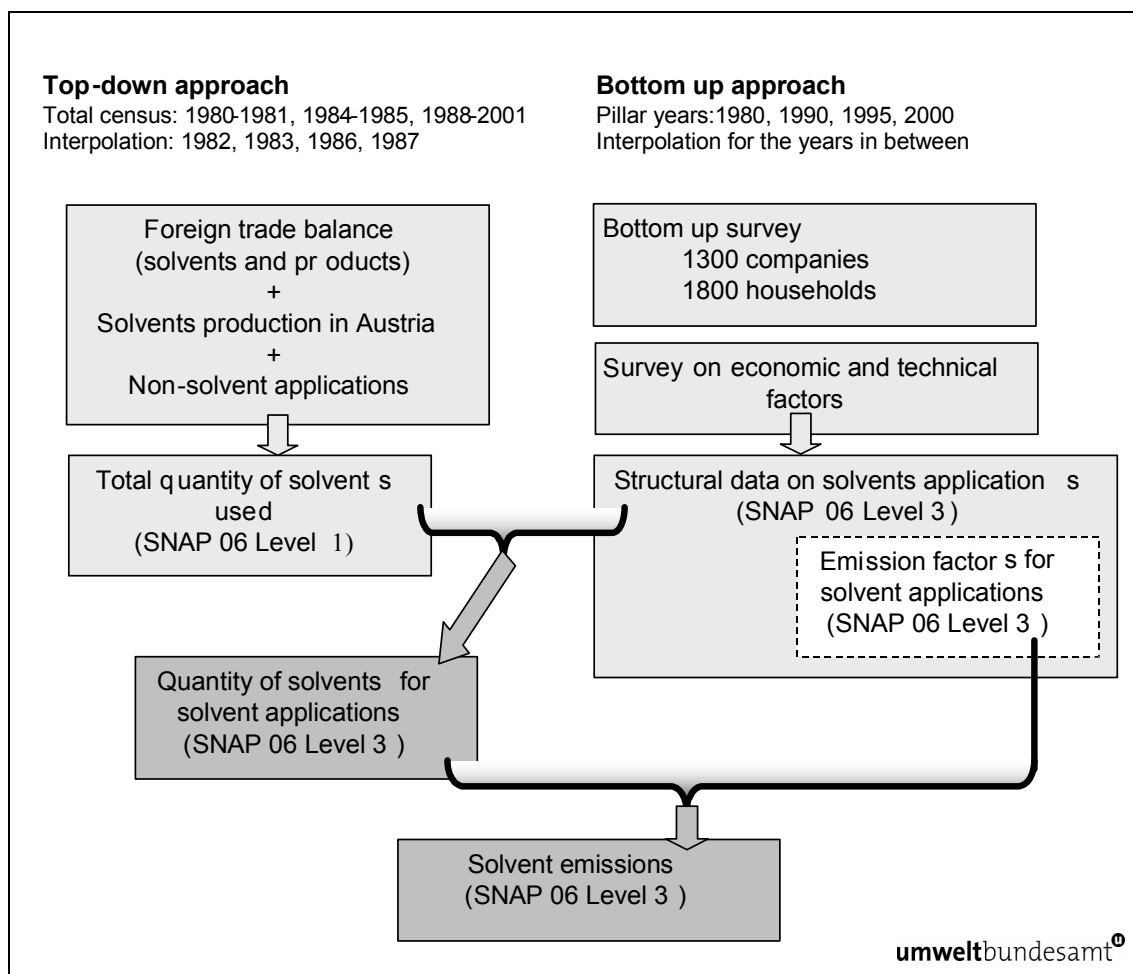 Top-down approach
Total census: 1980-1981, 1984-1985, 1988-2001
Interpolation: 1982, 1983, 1986, 1987
Bottom up approach
Pillar years:1980, 1990, 1995, 2000
Interpolation for the years in between
Foreign trade balance
(solvents and pr oducts)
+
Solvents production in Austria
+
Non-solvent applications
Bottom up survey
1300 companies
1800 households
Survey on economic and technical
factors
Total quantity of solvent s
used
(SNAP 06 Level 1)
Structural data on solvents application s
(SNAP 06 Level 3)
Emission factor s for
solvent applications
(SNAP 06 Level 3 )
Quantity of solvents for
solvent applications
(SNAP 06 Level 3 )
Solvent emissions
(SNAP 06 Level 3 )
umweltbundesamt u